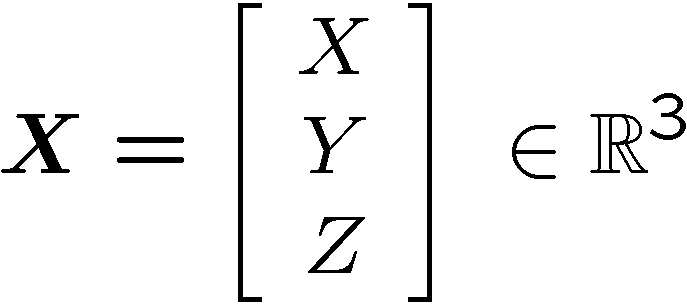 X = [ X Y Z ] ∈ ℝ³